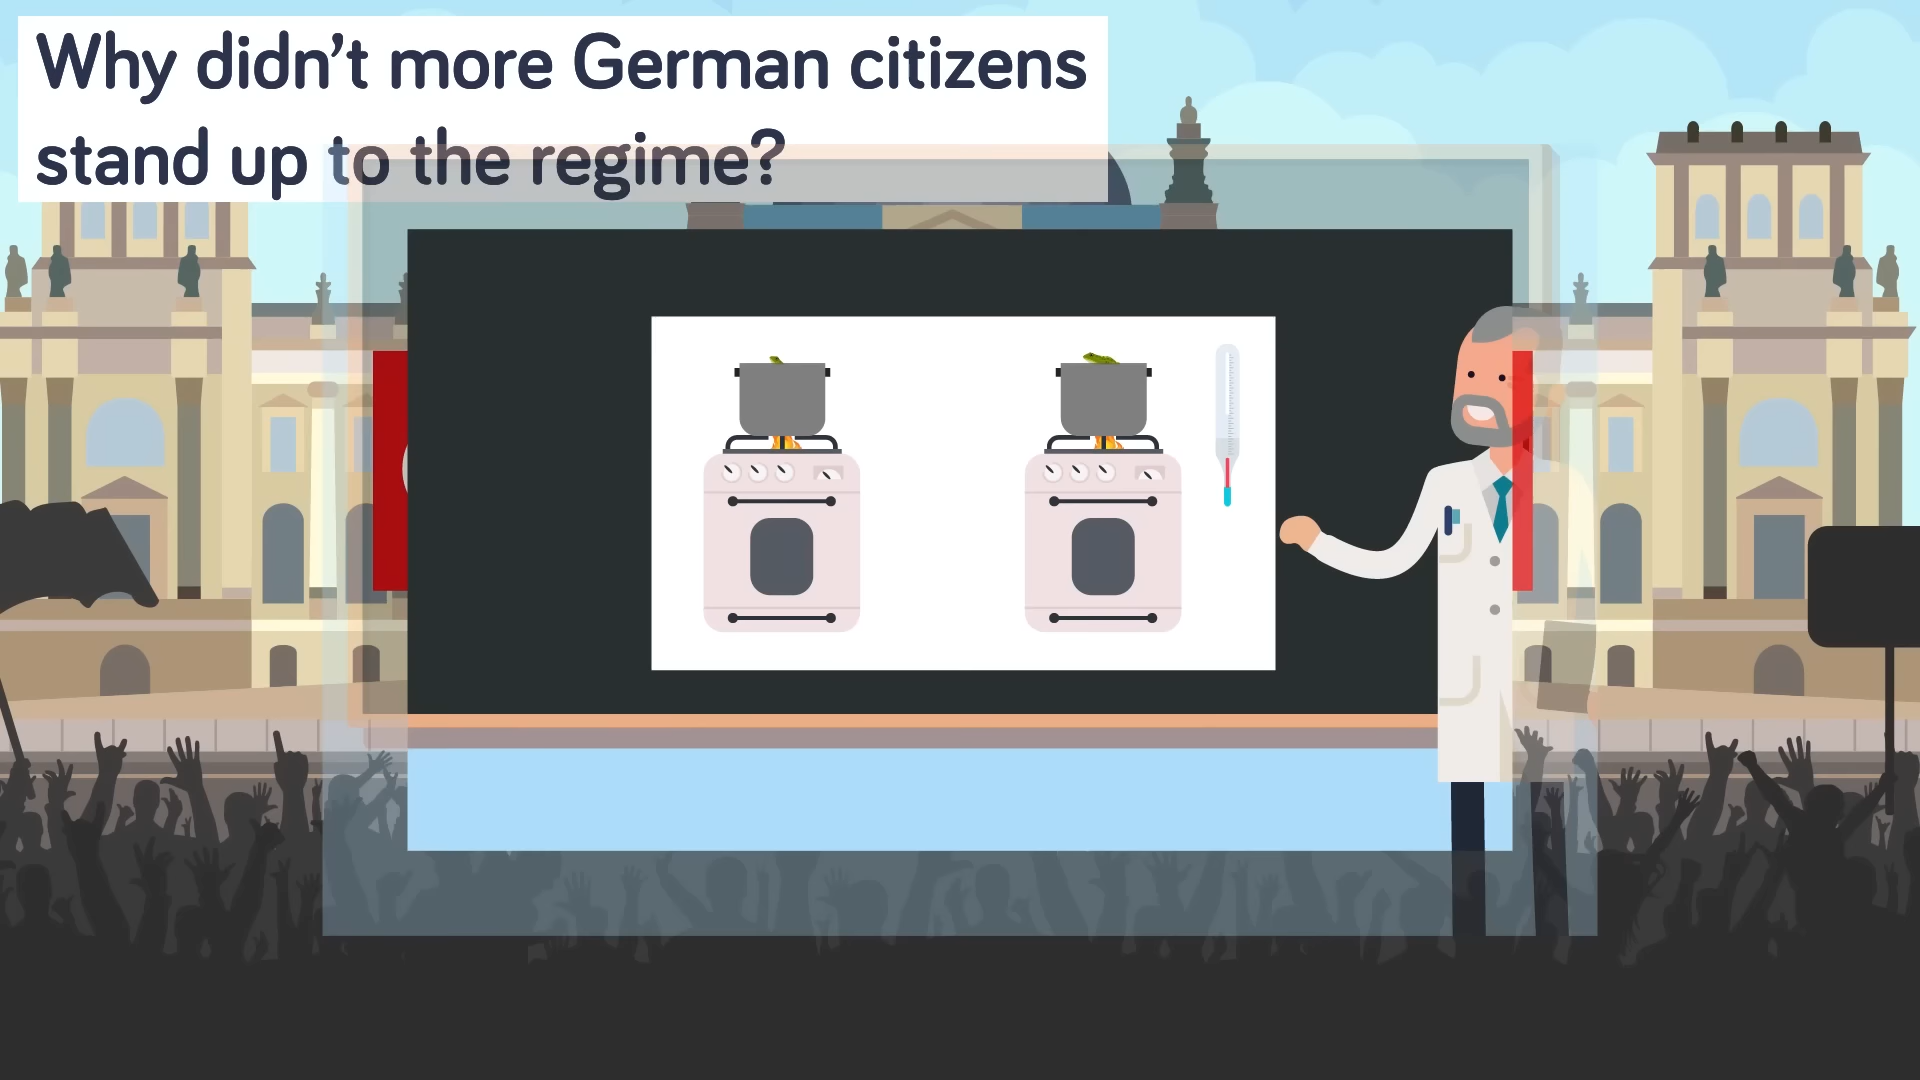 Why didn’t more German citizens
stand up to the regime?